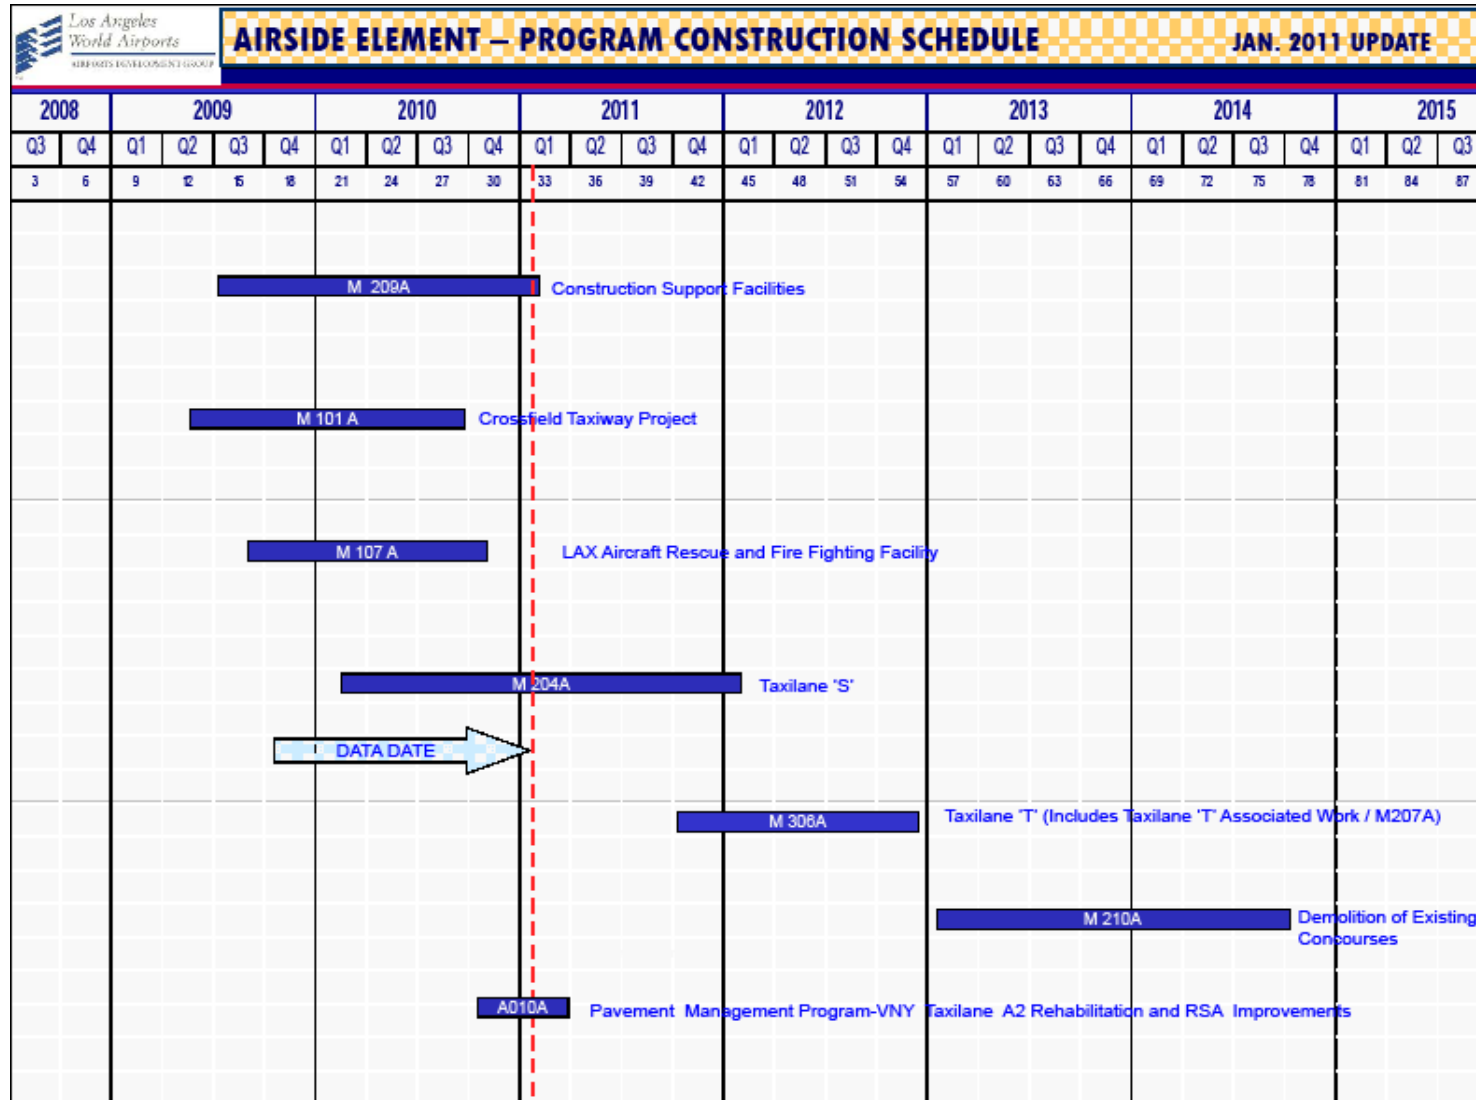 Los Angeles
World Airports
AIRPORTS DEVELOPMENT GROUP
AIRSIDE ELEMENT – PROGRAM CONSTRUCTION SCHEDULE JAN. 2011 UPDATE
2008 2009 2010 2011 2012 2013 2014 2015
Q3 Q4 Q1 Q2 Q3 Q4 Q1 Q2 Q3 Q4 Q1 Q2 Q3 Q4 Q1 Q2 Q3 Q4 Q1 Q2 Q3 Q4 Q1 Q2 Q3 Q4 Q1 Q2 Q3
3 6 9 12 15 18 21 24 27 30 33 36 39 42 45 48 51 54 57 60 63 66 69 72 75 78 81 84 87
M 209A Construction Support Facilities
M 101 A Crossfield Taxiway Project
M 107 A LAX Aircraft Rescue and Fire Fighting Facility
M 204A Taxilane 'S'
DATA DATE
M 306A Taxilane 'T' (Includes Taxilane 'T' Associated Work / M207A)
M 210A Demolition of Existing
Concourses
A010A Pavement Management Program-VNY Taxilane A2 Rehabilitation and RSA Improvements